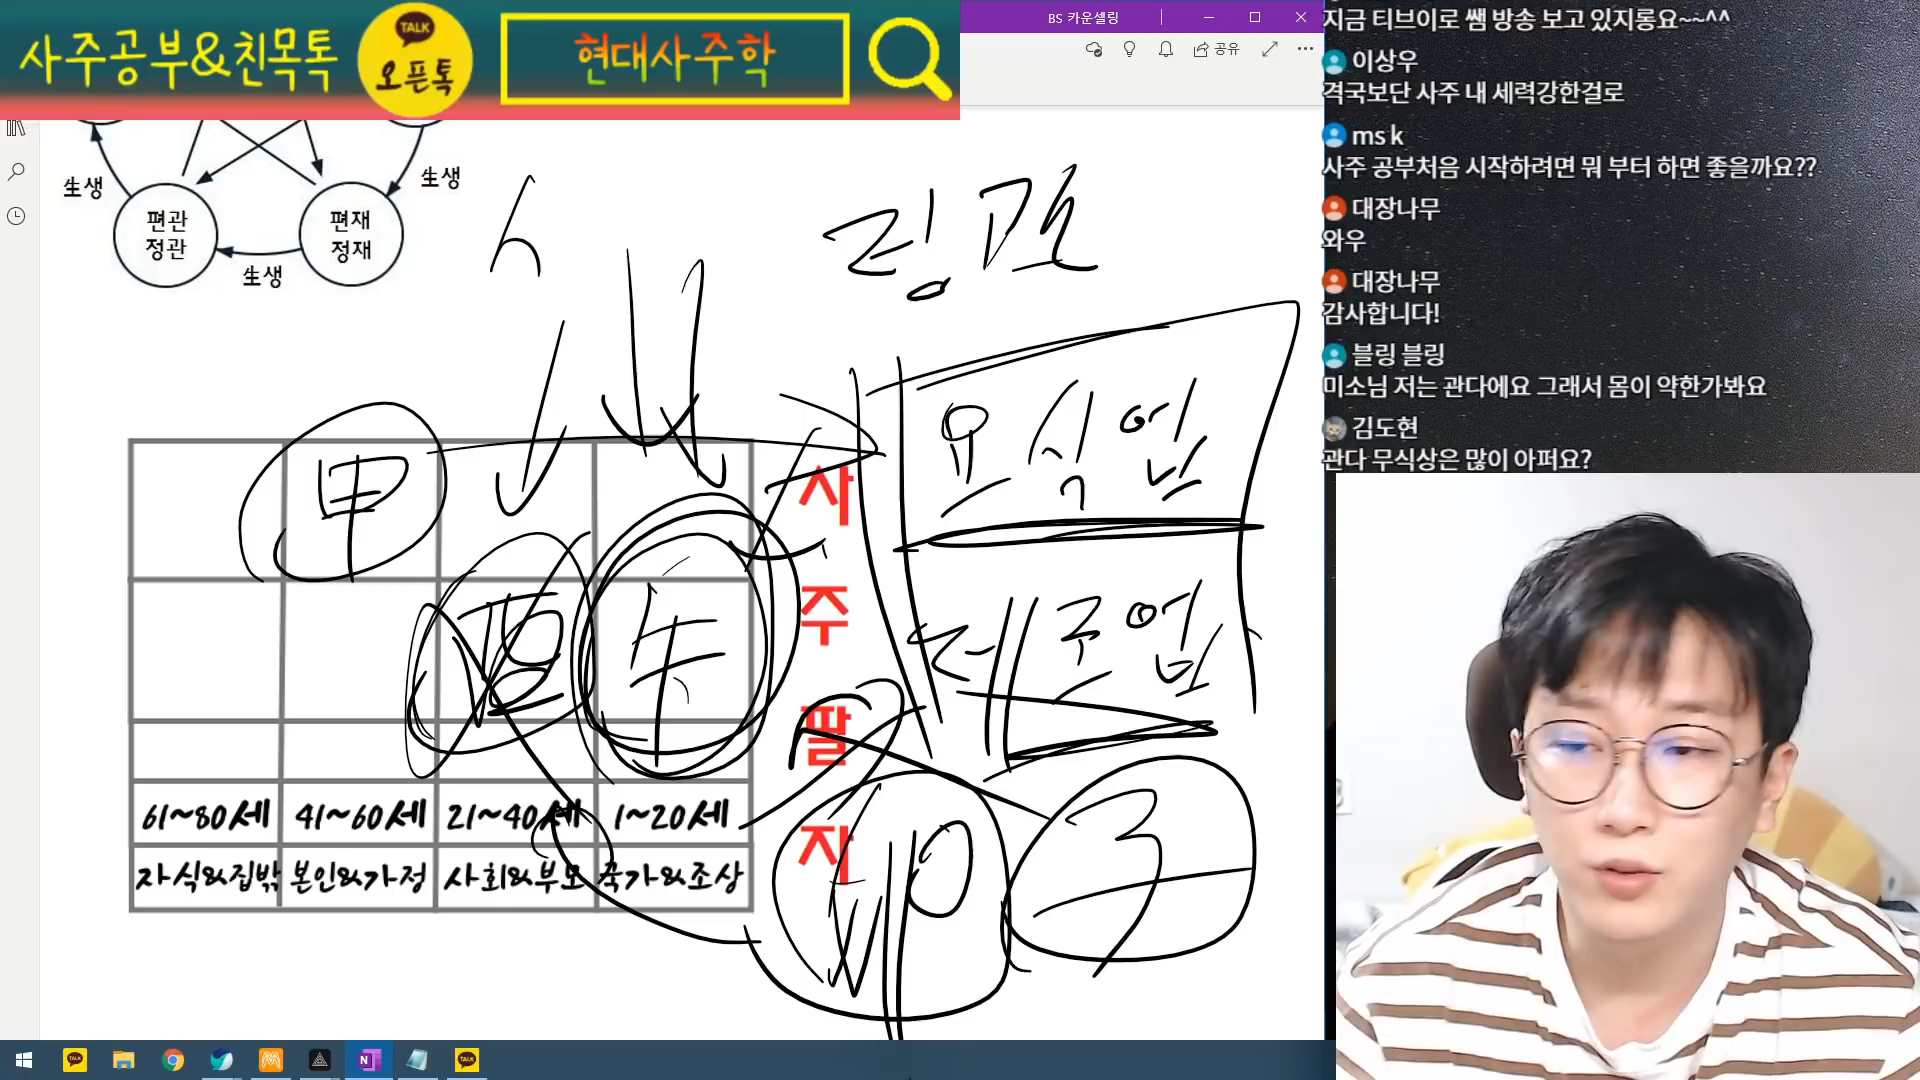 사주공부&친목톡
TALK
오픈톡
현대사주학
BS 카운셀링
공유
生생
生생
편관
정관
편재
정재
生생
요식업
제조업
甲
酉
午
卯
子
사
주
팔
자
61~80세
41~60세
21~40세
1~20세
자식&집밖
본인&가정
사회&부모
국가&조상
지금 티브이로 쌤 방송 보고 있지롱요~~^^
이상우
격국보단 사주 내 세력강한걸로
ms k
사주 공부처음 시작하려면 뭐 부터 하면 좋을까요??
대장나무
와우
대장나무
감사합니다!
블링 블링
미소님 저는 관다에요 그래서 몸이 약한가봐요
김도현
관다 무식상은 많이 아퍼요?